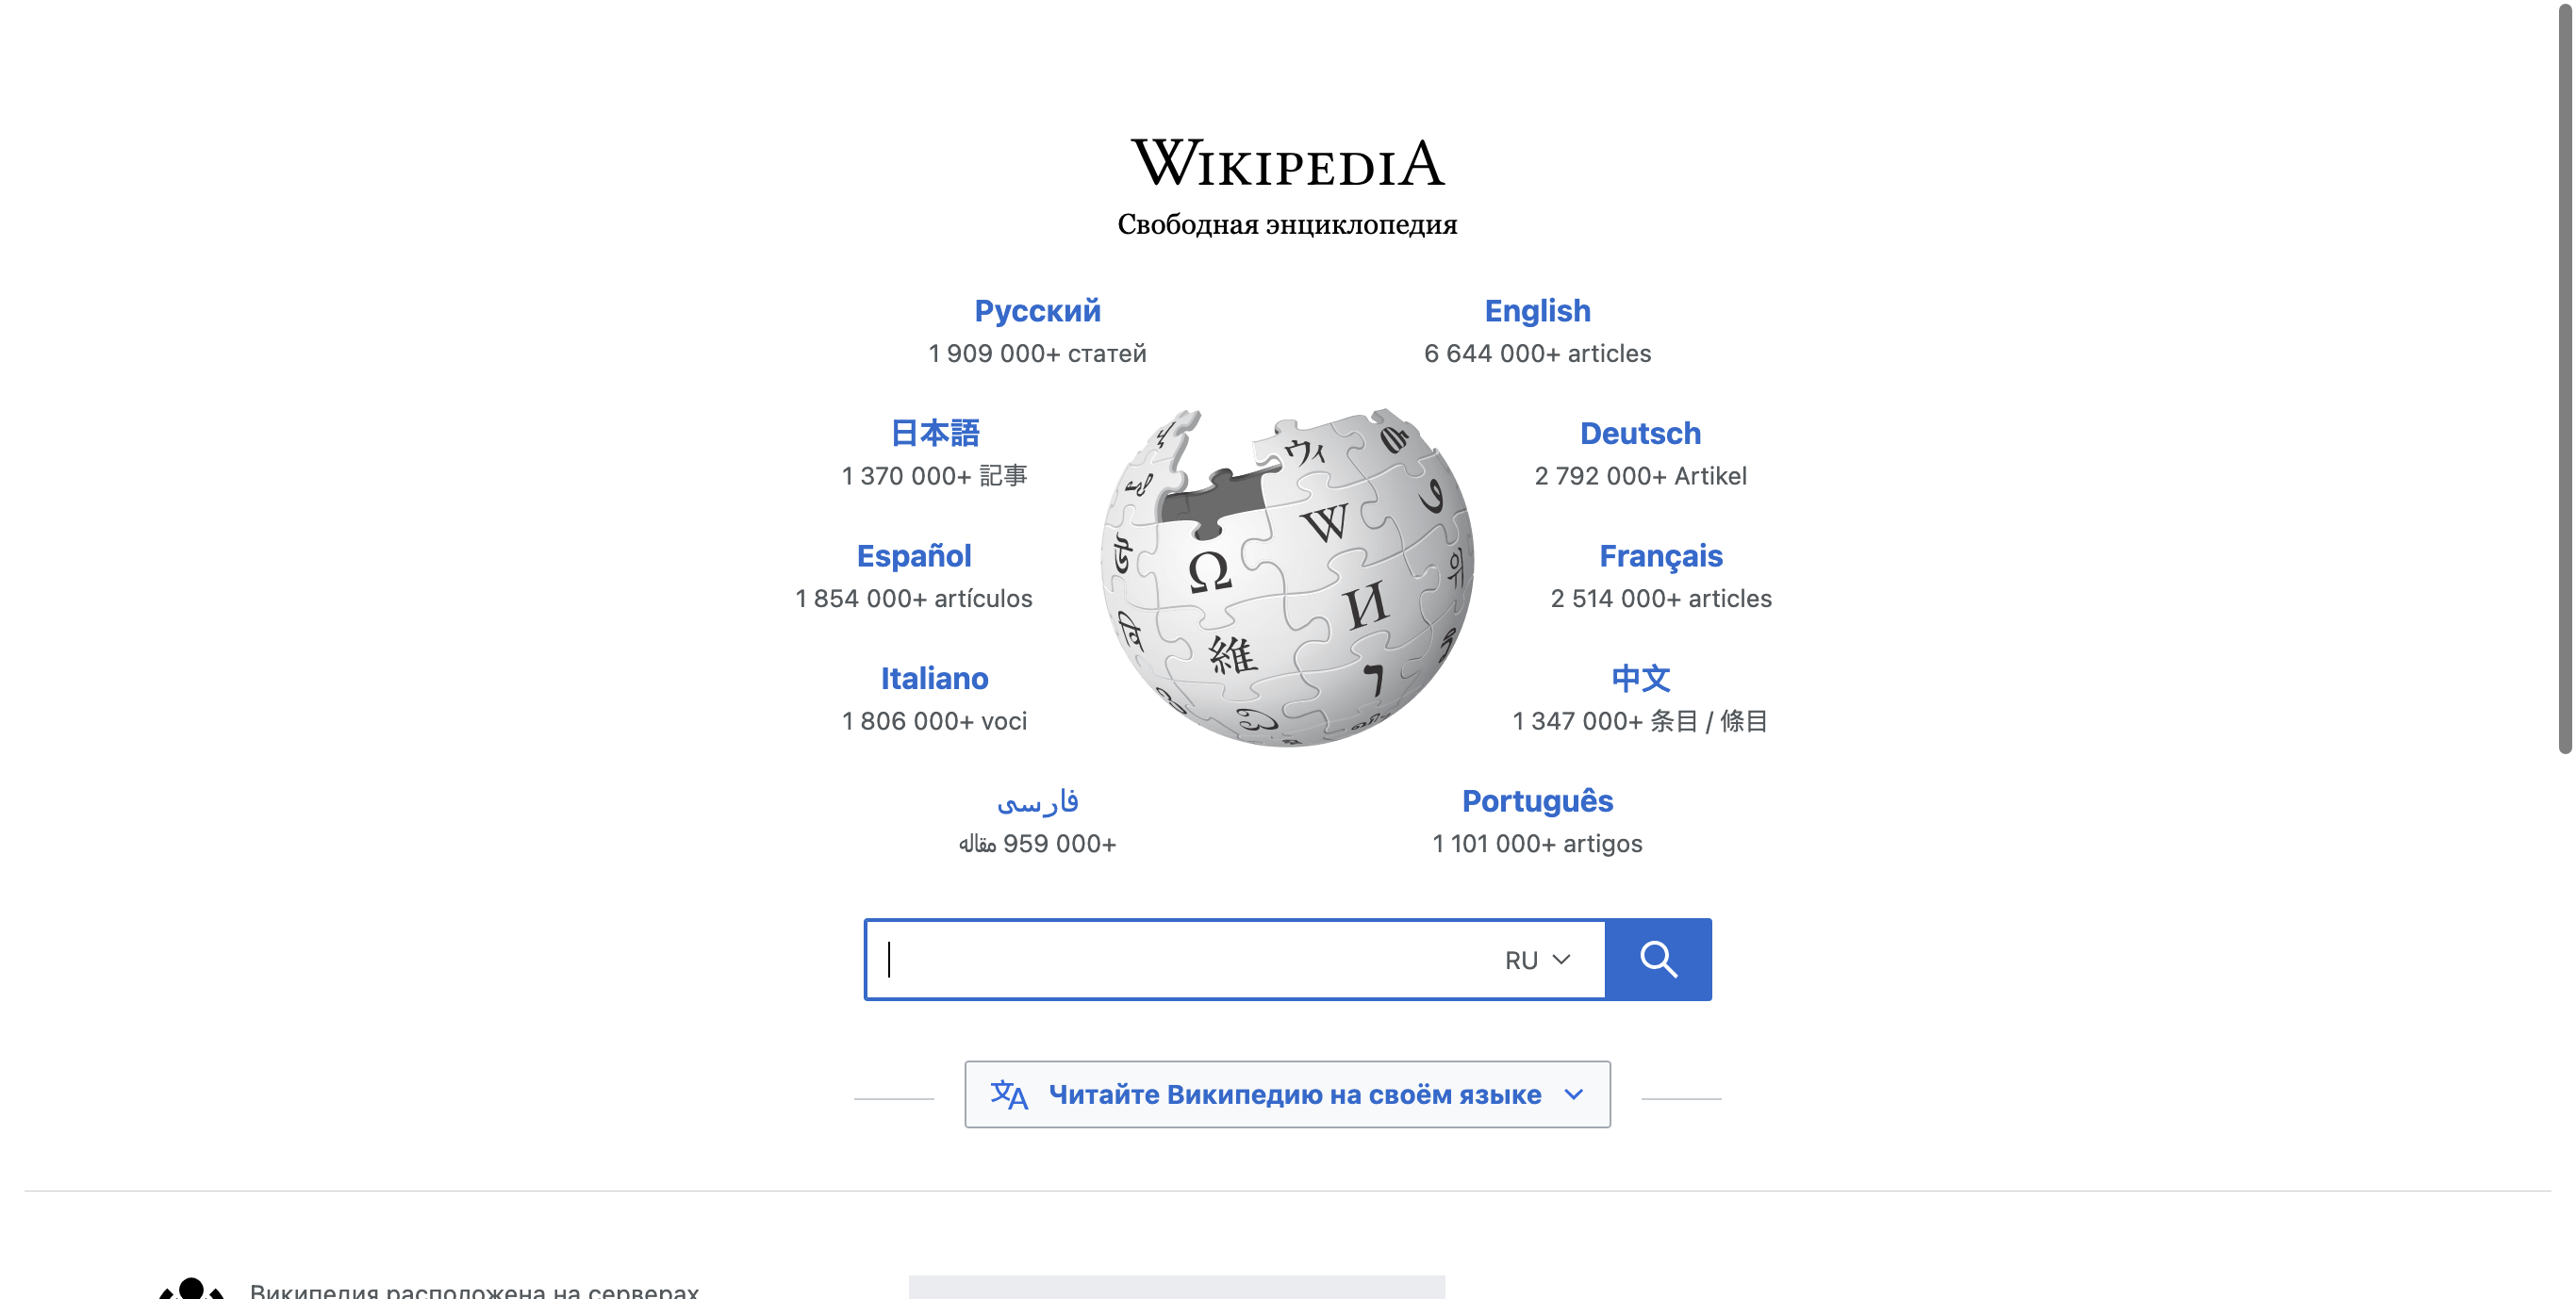 WIKIPEDIA
Свободная энциклопедия
Русский
1 909 000+ статей
English
6 644 000+ articles
日本語
1 370 000+ 記事
Deutsch
2 792 000+ Artikel
Español
1 854 000+ artículos
Français
2 514 000+ articles
Italiano
1 806 000+ voci
中文
1 347 000+ 条目 / 條目
فارسی
959 000+ مقاله
Português
1 101 000+ artigos
Ω
W
И
維
ו
ウィ
RU
Читайте Википедию на своём языке
Википедия расположена на серверах